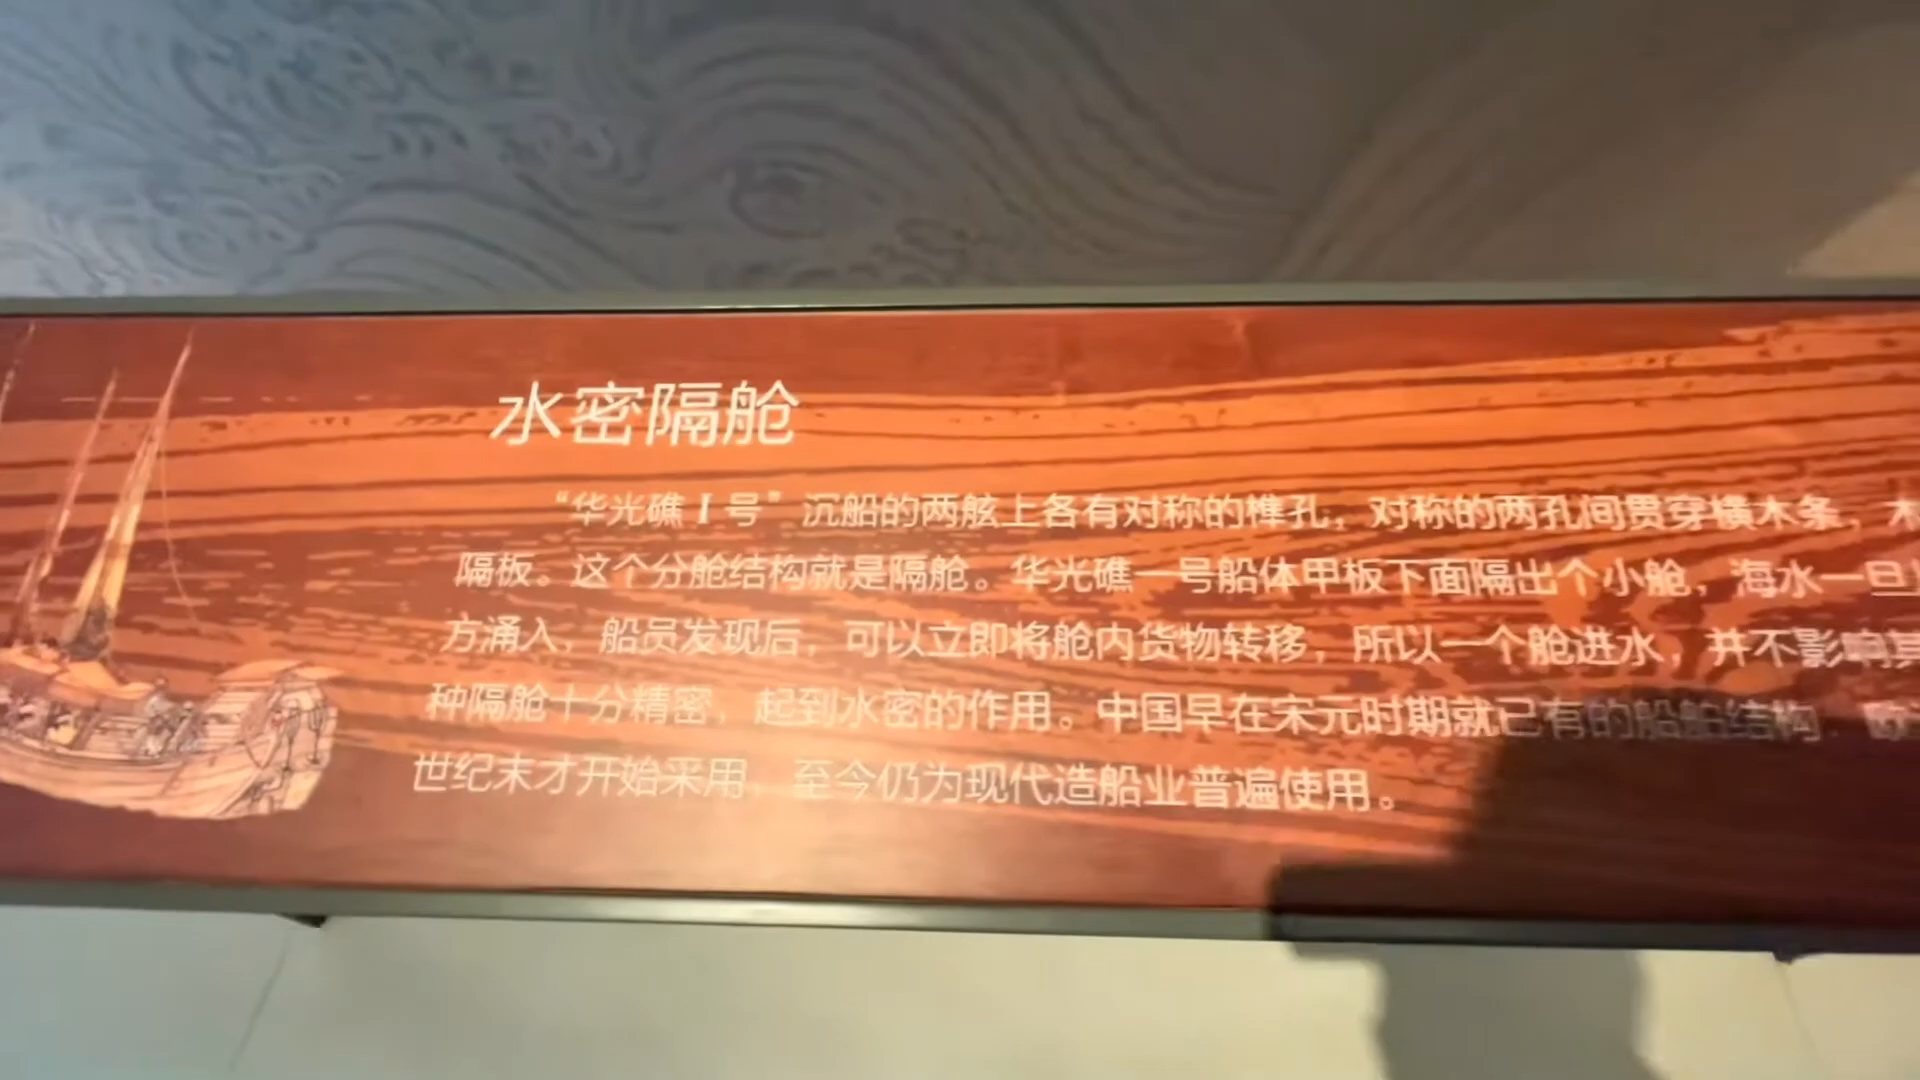 水密隔舱
“华光礁Ⅰ号”沉船的两舷上各有对称的榫孔，对称的两孔间贯穿横木条，木
隔板。这个分舱结构就是隔舱。华光礁一号船体甲板下面隔出个小舱，海水一旦
方涌入，船员发现后，可以立即将舱内货物转移，所以一个舱进水，并不影响其
种隔舱十分精密，起到水密的作用。中国早在宋元时期就已有的船舶结构，欧
世纪末才开始采用，至今仍为现代造船业普遍使用。